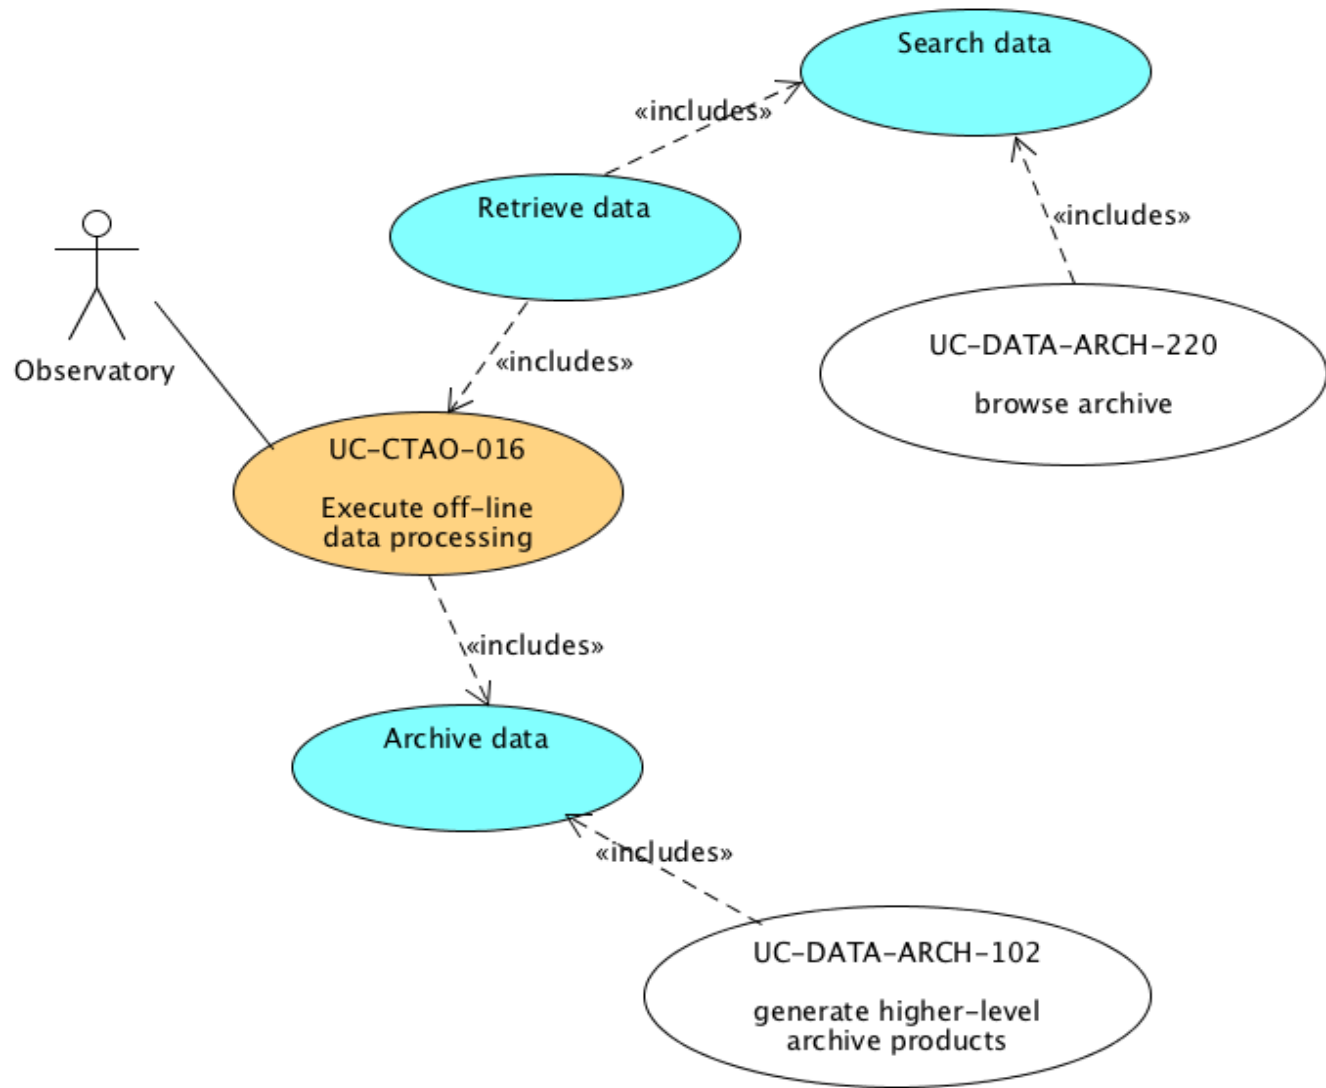 Search data
«includes»
Retrieve data
«includes»
Observatory
UC-DATA-ARCH-220
browse archive
«includes»
UC-CTAO-016
Execute off-line
data processing
«includes»
Archive data
«includes»
UC-DATA-ARCH-102
generate higher-level
archive products